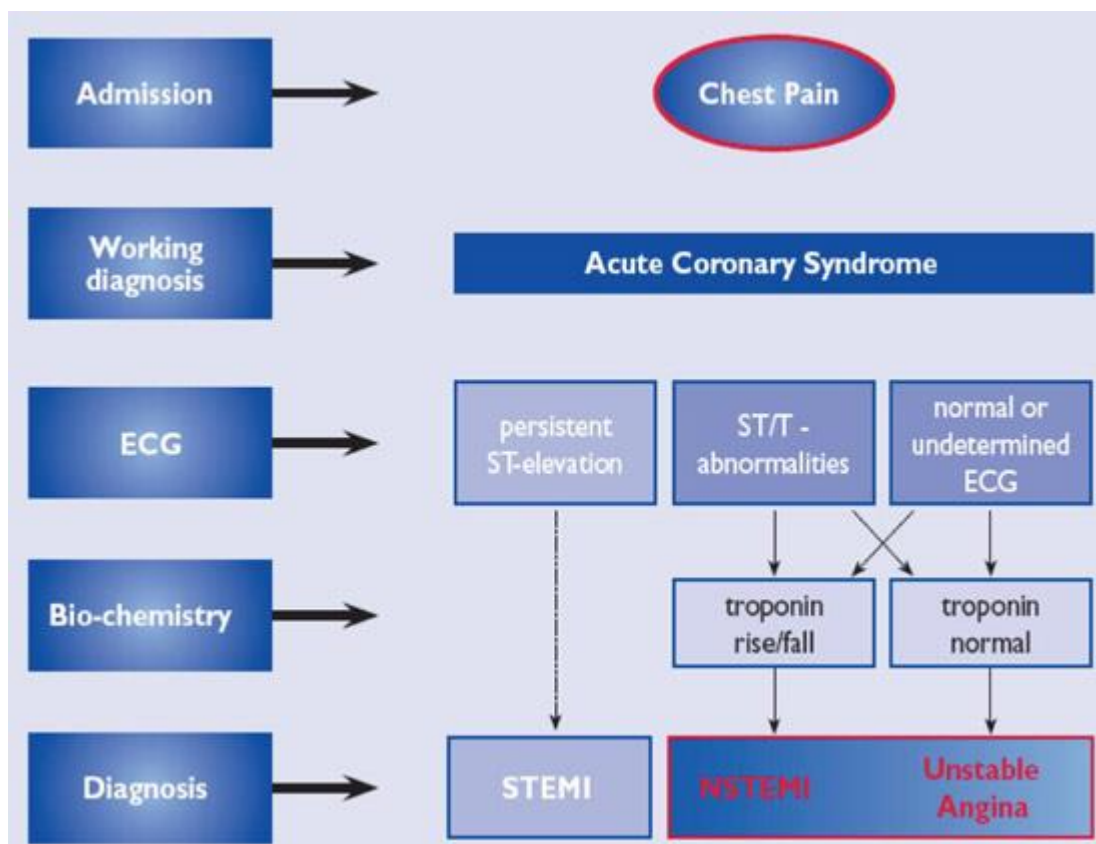 Admission
Chest Pain
Working
diagnosis
Acute Coronary Syndrome
ECG
persistent
ST-elevation
ST/T -
abnormalities
normal or
undetermined
ECG
Bio-chemistry
troponin
rise/fall
troponin
normal
Diagnosis
STEMI
NSTEMI
Unstable
Angina